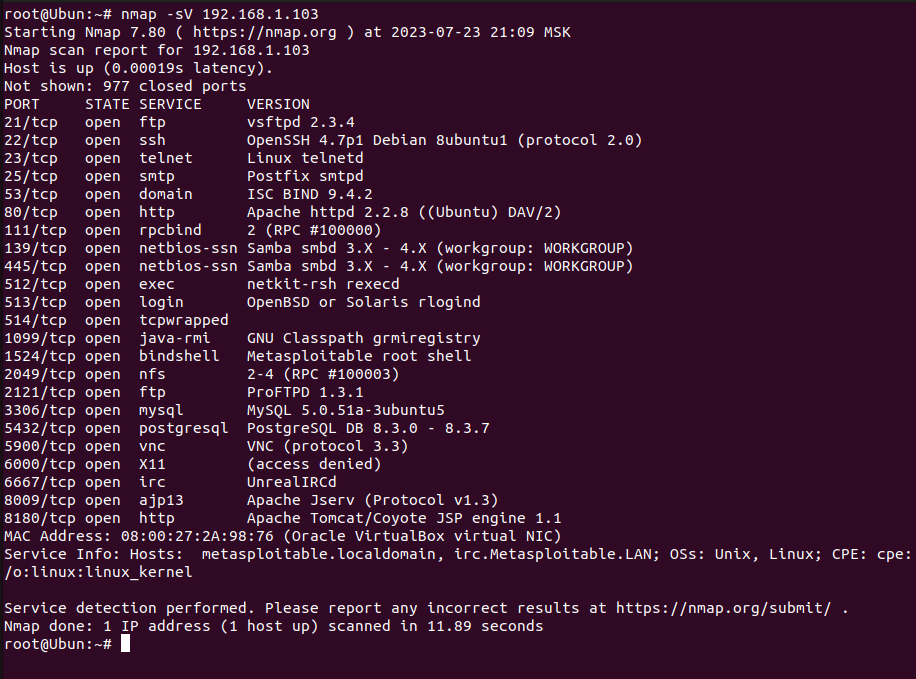 root@Ubun:~# nmap -sV 192.168.1.103
Starting Nmap 7.80 ( https://nmap.org ) at 2023-07-23 21:09 MSK
Nmap scan report for 192.168.1.103
Host is up (0.00019s latency).
Not shown: 977 closed ports
PORT     STATE SERVICE     VERSION
21/tcp   open  ftp         vsftpd 2.3.4
22/tcp   open  ssh         OpenSSH 4.7p1 Debian 8ubuntu1 (protocol 2.0)
23/tcp   open  telnet      Linux telnetd
25/tcp   open  smtp        Postfix smtpd
53/tcp   open  domain      ISC BIND 9.4.2
80/tcp   open  http        Apache httpd 2.2.8 ((Ubuntu) DAV/2)
111/tcp  open  rpcbind     2 (RPC #100000)
139/tcp  open  netbios-ssn Samba smbd 3.X - 4.X (workgroup: WORKGROUP)
445/tcp  open  netbios-ssn Samba smbd 3.X - 4.X (workgroup: WORKGROUP)
512/tcp  open  exec        netkit-rsh rexecd
513/tcp  open  login       OpenBSD or Solaris rlogind
514/tcp  open  tcpwrapped
1099/tcp open  java-rmi    GNU Classpath grmiregistry
1524/tcp open  bindshell   Metasploitable root shell
2049/tcp open  nfs         2-4 (RPC #100003)
2121/tcp open  ftp         ProFTPD 1.3.1
3306/tcp open  mysql       MySQL 5.0.51a-3ubuntu5
5432/tcp open  postgresql  PostgreSQL DB 8.3.0 - 8.3.7
5900/tcp open  vnc         VNC (protocol 3.3)
6000/tcp open  X11         (access denied)
6667/tcp open  irc         UnrealIRCd
8009/tcp open  ajp13       Apache Jserv (Protocol v1.3)
8180/tcp open  http        Apache Tomcat/Coyote JSP engine 1.1
MAC Address: 08:00:27:2A:98:76 (Oracle VirtualBox virtual NIC)
Service Info: Hosts:  metasploitable.localdomain, irc.Metasploitable.LAN; OSs: Unix, Linux; CPE: cpe:
/o:linux:linux_kernel

Service detection performed. Please report any incorrect results at https://nmap.org/submit/ .
Nmap done: 1 IP address (1 host up) scanned in 11.89 seconds
root@Ubun:~#